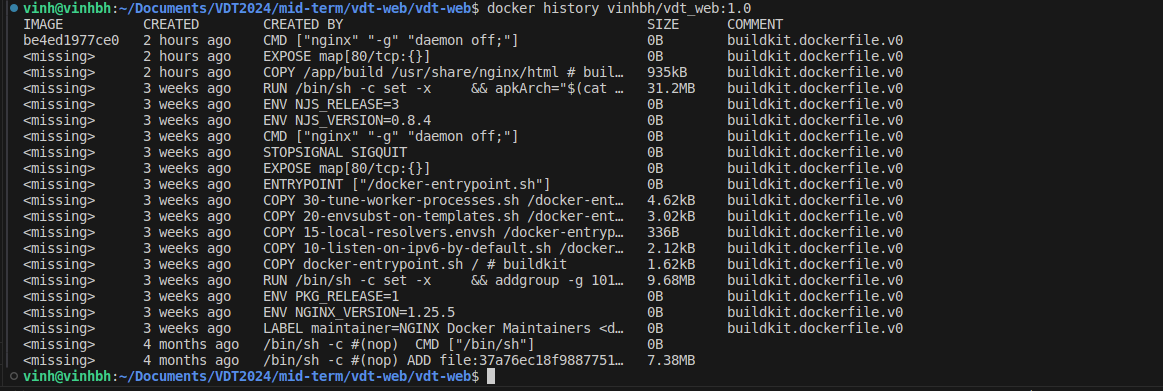 vinh@vinhbh:~/Documents/VDT2024/mid-term/vdt-web/vdt-web$ docker history vinhbh/vdt_web:1.0
IMAGE CREATED CREATED BY SIZE COMMENT
be4ed1977ce0 2 hours ago CMD ["nginx" "-g" "daemon off;"] 0B buildkit.dockerfile.v0
<missing> 2 hours ago EXPOSE map[80/tcp:{}] 0B buildkit.dockerfile.v0
<missing> 2 hours ago COPY /app/build /usr/share/nginx/html # buil… 935kB buildkit.dockerfile.v0
<missing> 3 weeks ago RUN /bin/sh -c set -x && apkArch="$(cat … 31.2MB buildkit.dockerfile.v0
<missing> 3 weeks ago ENV NJS_RELEASE=3 0B buildkit.dockerfile.v0
<missing> 3 weeks ago ENV NJS_VERSION=0.8.4 0B buildkit.dockerfile.v0
<missing> 3 weeks ago CMD ["nginx" "-g" "daemon off;"] 0B buildkit.dockerfile.v0
<missing> 3 weeks ago STOPSIGNAL SIGQUIT 0B buildkit.dockerfile.v0
<missing> 3 weeks ago EXPOSE map[80/tcp:{}] 0B buildkit.dockerfile.v0
<missing> 3 weeks ago ENTRYPOINT ["/docker-entrypoint.sh"] 0B buildkit.dockerfile.v0
<missing> 3 weeks ago COPY 30-tune-worker-processes.sh /docker-ent… 4.62kB buildkit.dockerfile.v0
<missing> 3 weeks ago COPY 20-envsubst-on-templates.sh /docker-ent… 3.02kB buildkit.dockerfile.v0
<missing> 3 weeks ago COPY 15-local-resolvers.envsh /docker-entryp… 336B buildkit.dockerfile.v0
<missing> 3 weeks ago COPY 10-listen-on-ipv6-by-default.sh /docker… 2.12kB buildkit.dockerfile.v0
<missing> 3 weeks ago COPY docker-entrypoint.sh / # buildkit 1.62kB buildkit.dockerfile.v0
<missing> 3 weeks ago RUN /bin/sh -c set -x && addgroup -g 101… 9.68MB buildkit.dockerfile.v0
<missing> 3 weeks ago ENV PKG_RELEASE=1 0B buildkit.dockerfile.v0
<missing> 3 weeks ago ENV NGINX_VERSION=1.25.5 0B buildkit.dockerfile.v0
<missing> 3 weeks ago LABEL maintainer=NGINX Docker Maintainers <d… 0B buildkit.dockerfile.v0
<missing> 4 months ago /bin/sh -c #(nop) CMD ["/bin/sh"] 0B
<missing> 4 months ago /bin/sh -c #(nop) ADD file:37a76ec18f9887751… 7.38MB
vinh@vinhbh:~/Documents/VDT2024/mid-term/vdt-web/vdt-web$